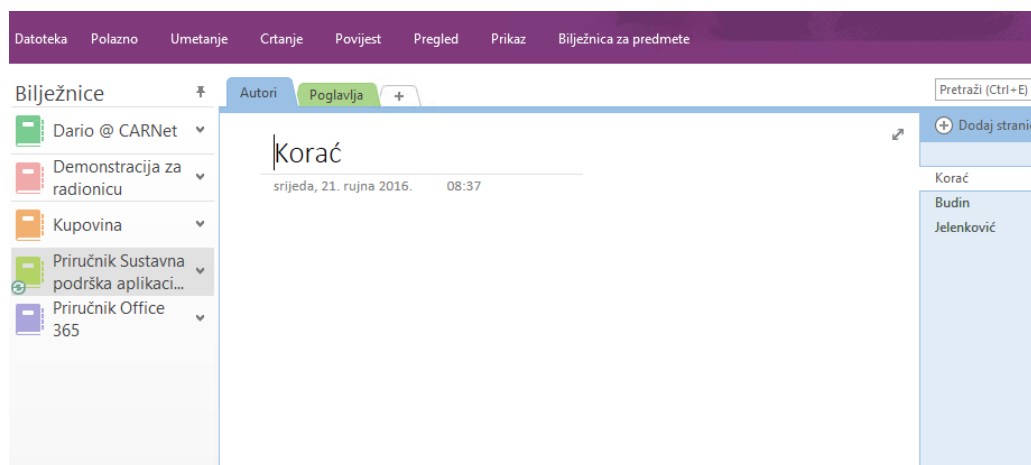 Datoteka Polazno Umetanje Crtanje Povijest Pregled Prikaz Bilježnica za predmete
Bilježnice
Dario @ CARNet
Demonstracija za
radionicu
Kupovina
Priručnik Sustavna
podrška aplikaci...
Priručnik Office
365
Autori Poglavlja +
Korać
srijeda, 21. rujna 2016. 08:37
Pretraži (Ctrl+E)
Dodaj
Korać
Budin
Jelenković